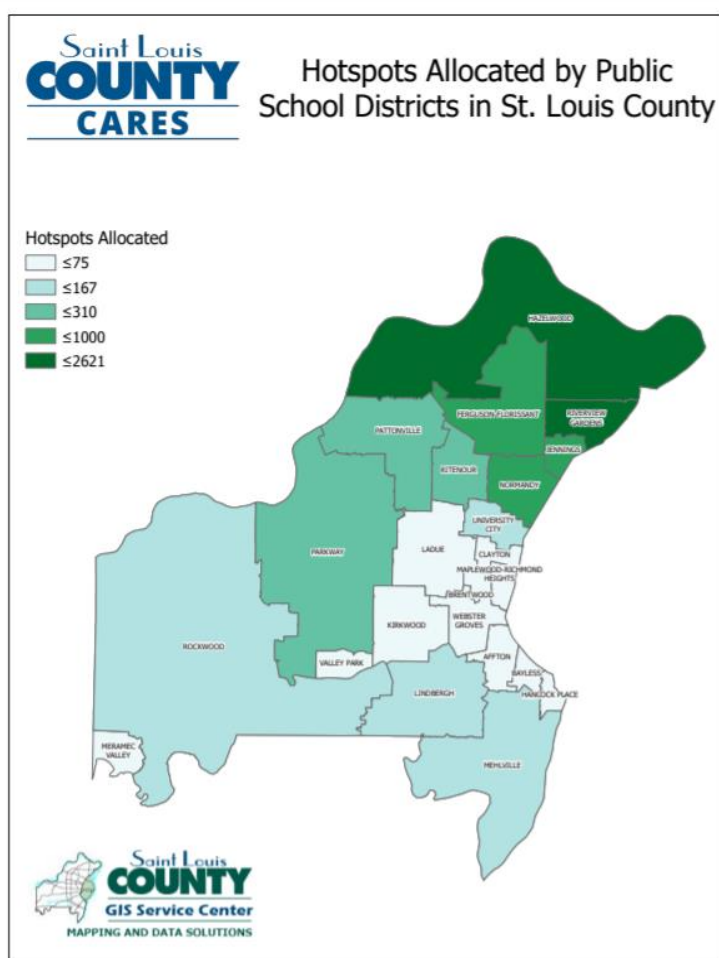 Saint Louis
COUNTY
CARES
Hotspots Allocated by Public
School Districts in St. Louis County
Hotspots Allocated
≤75
≤167
≤310
≤1000
≤2621
HAZELWOOD
FERGUSON-FLORISSANT
RIVERVIEW
GARDENS
PATTONVILLE
JENNINGS
RITENOUR
NORMANDY
UNIVERSITY
CITY
PARKWAY
LADUE
CLAYTON
MAPLEWOOD-RICHMOND
HEIGHTS
BRENTWOOD
KIRKWOOD
WEBSTER
GROVES
ROCKWOOD
VALLEY PARK
AFFTON
BAYLESS
LINDBERGH
HANCOCK PLACE
MERAMEC
VALLEY
MEHLVILLE
Saint Louis
COUNTY
GIS Service Center
MAPPING AND DATA SOLUTIONS